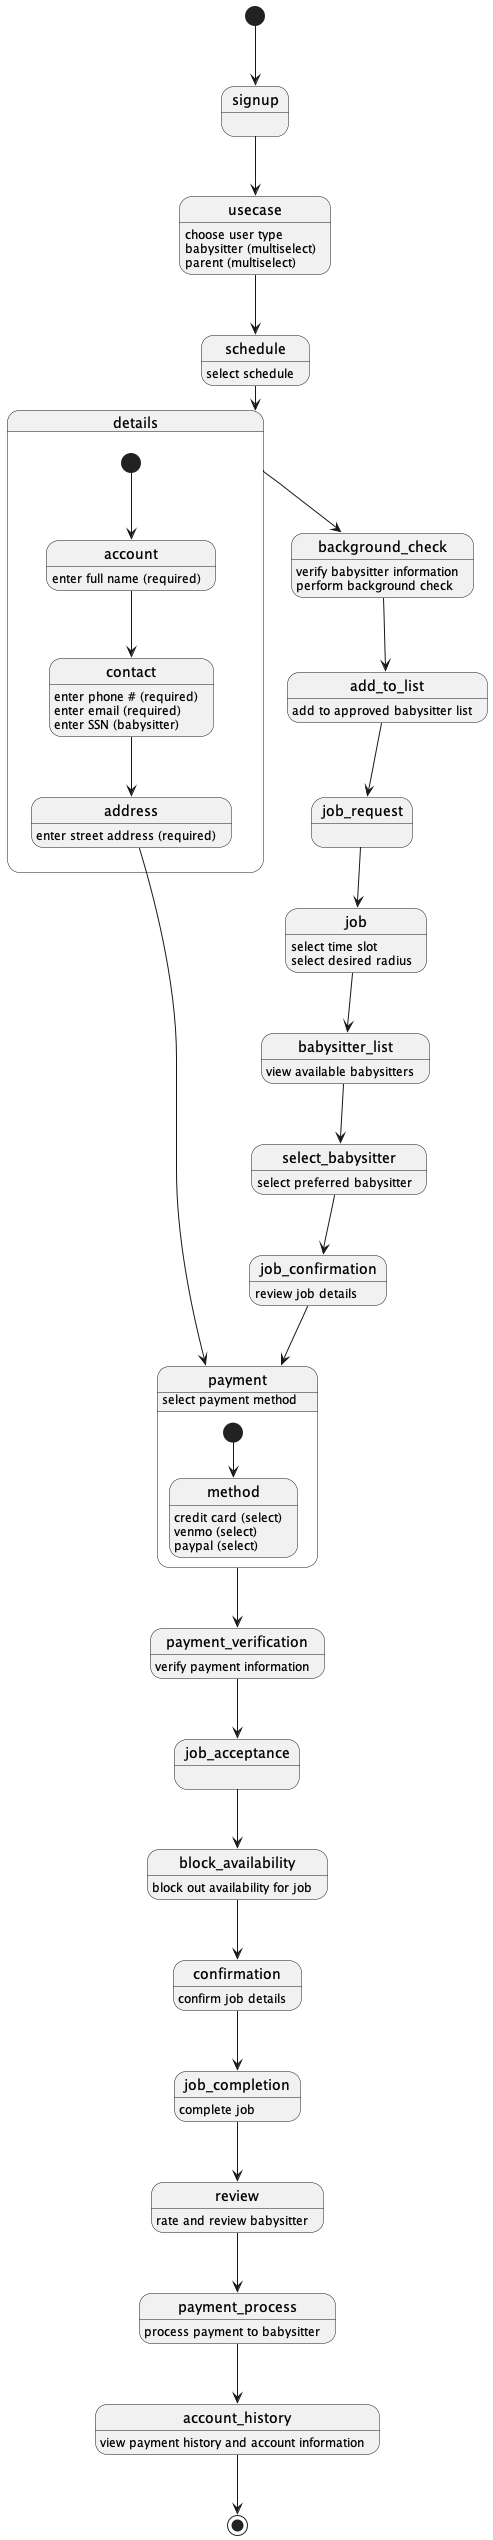 signup
usecase
choose user type
babysitter (multiselect)
parent (multiselect)
schedule
select schedule
details
account
enter full name (required)
contact
enter phone # (required)
enter email (required)
enter SSN (babysitter)
address
enter street address (required)
background_check
verify babysitter information
perform background check
add_to_list
add to approved babysitter list
job_request
job
select time slot
select desired radius
babysitter_list
view available babysitters
select_babysitter
select preferred babysitter
job_confirmation
review job details
payment
select payment method
method
credit card (select)
venmo (select)
paypal (select)
payment_verification
verify payment information
job_acceptance
block_availability
block out availability for job
confirmation
confirm job details
job_completion
complete job
review
rate and review babysitter
payment_process
process payment to babysitter
account_history
view payment history and account information